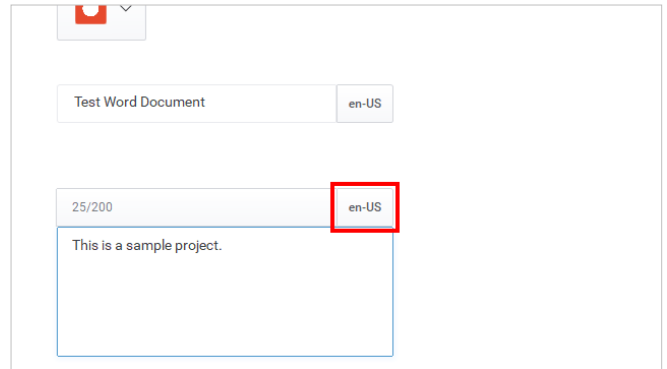 Test Word Document
en-US
25/200
en-US
This is a sample project.